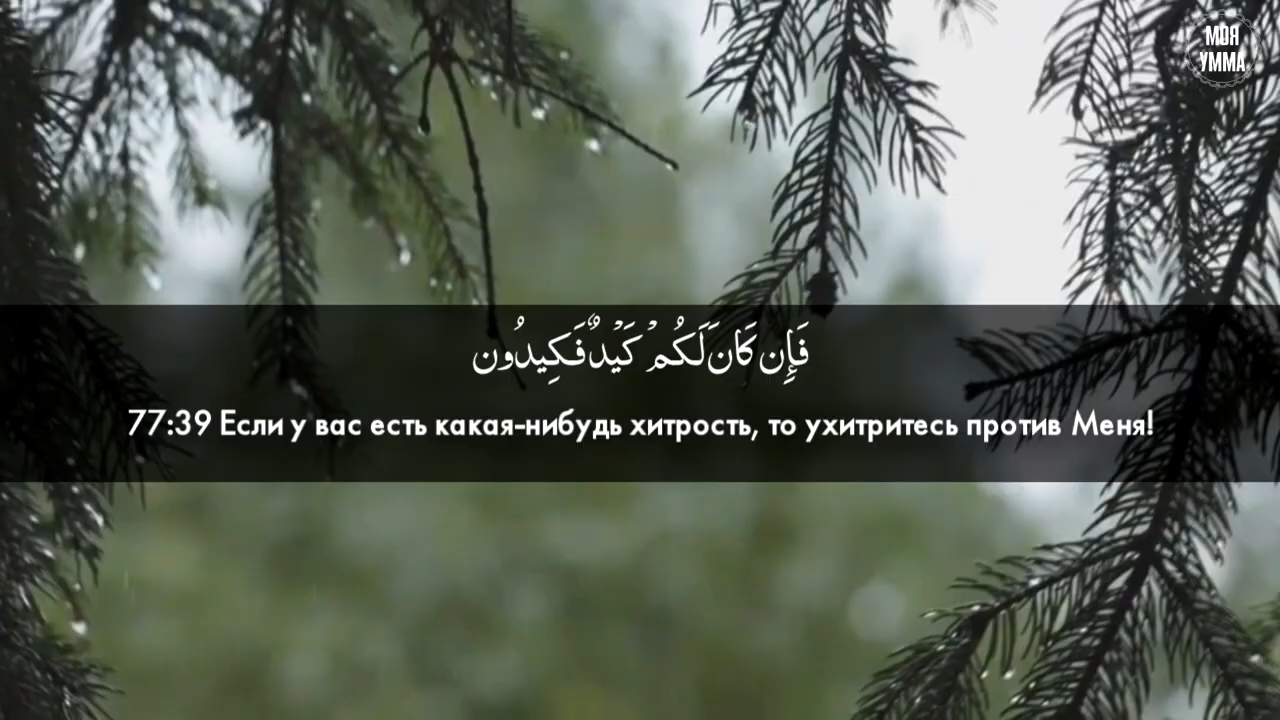 МОЯ
УММА
فَإِن كَانَ لَكُمْ كَيْدٌ فَكِيدُونِ
77:39 Если у вас есть какая-нибудь хитрость, то ухитритесь против Меня!